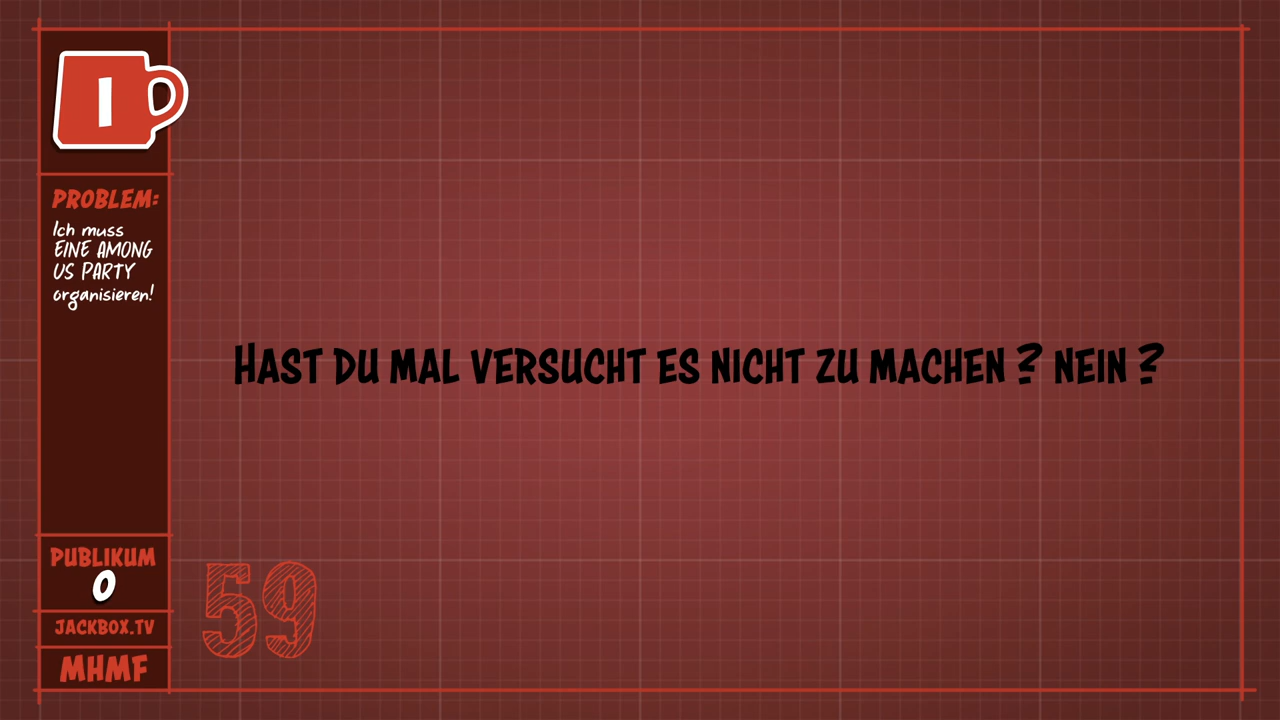 1
PROBLEM:
Ich muss
EINE AMONG
US PARTY
organisieren!
HAST DU MAL VERSUCHT ES NICHT ZU MACHEN ? NEIN ?
PUBLIKUM
0
JACKBOX.TV
MHMF
59